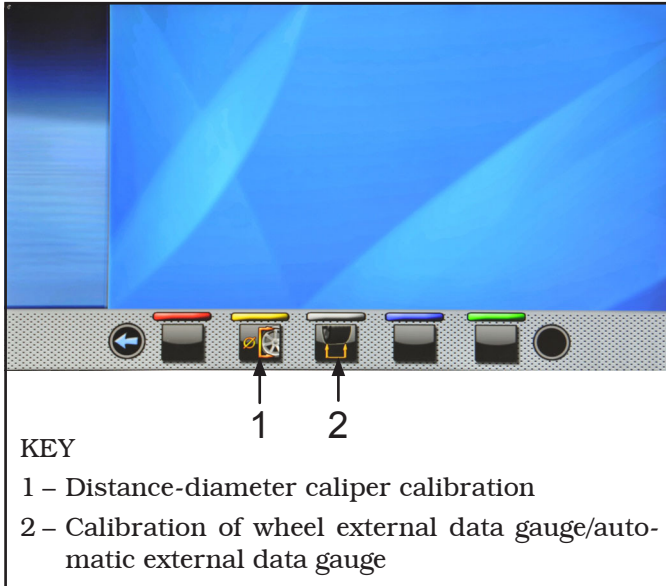 ø
1 2
KEY
1 – Distance-diameter caliper calibration
2 – Calibration of wheel external data gauge/auto-
matic external data gauge